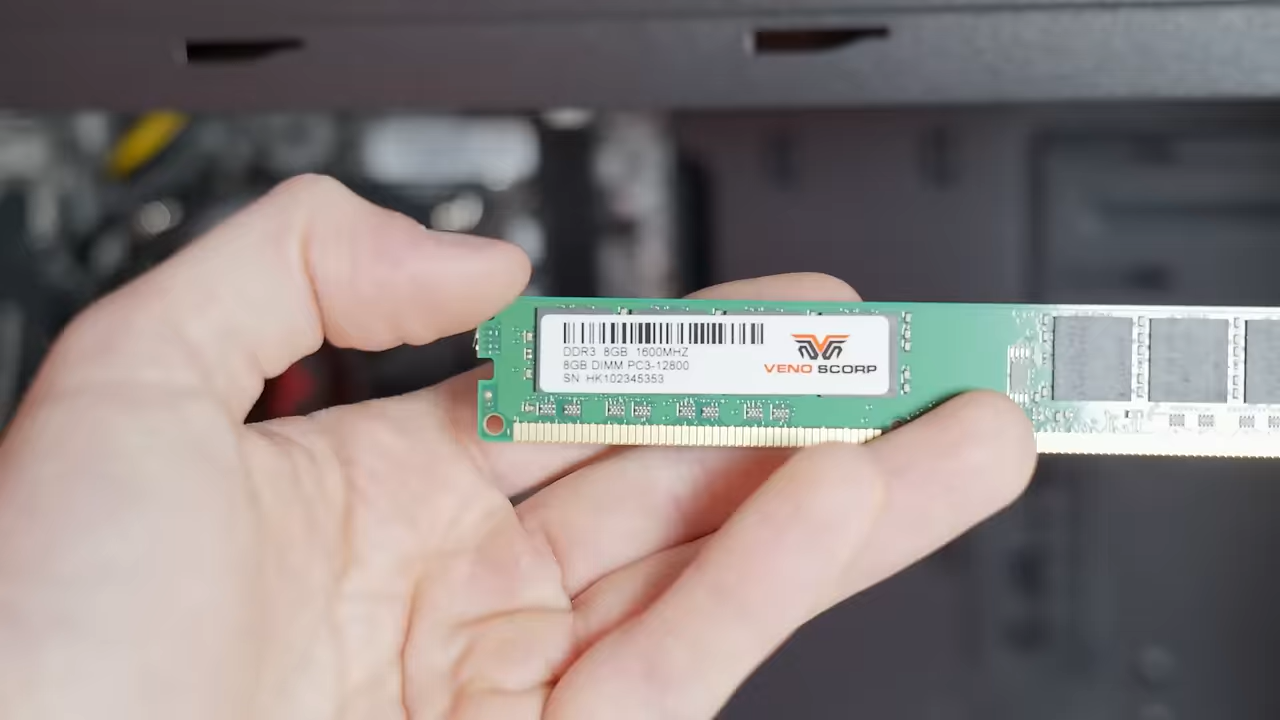 DDR3 8GB 1600MHZ
8GB DIMM PC3-12800
SN HK102345353
VENO SCORP